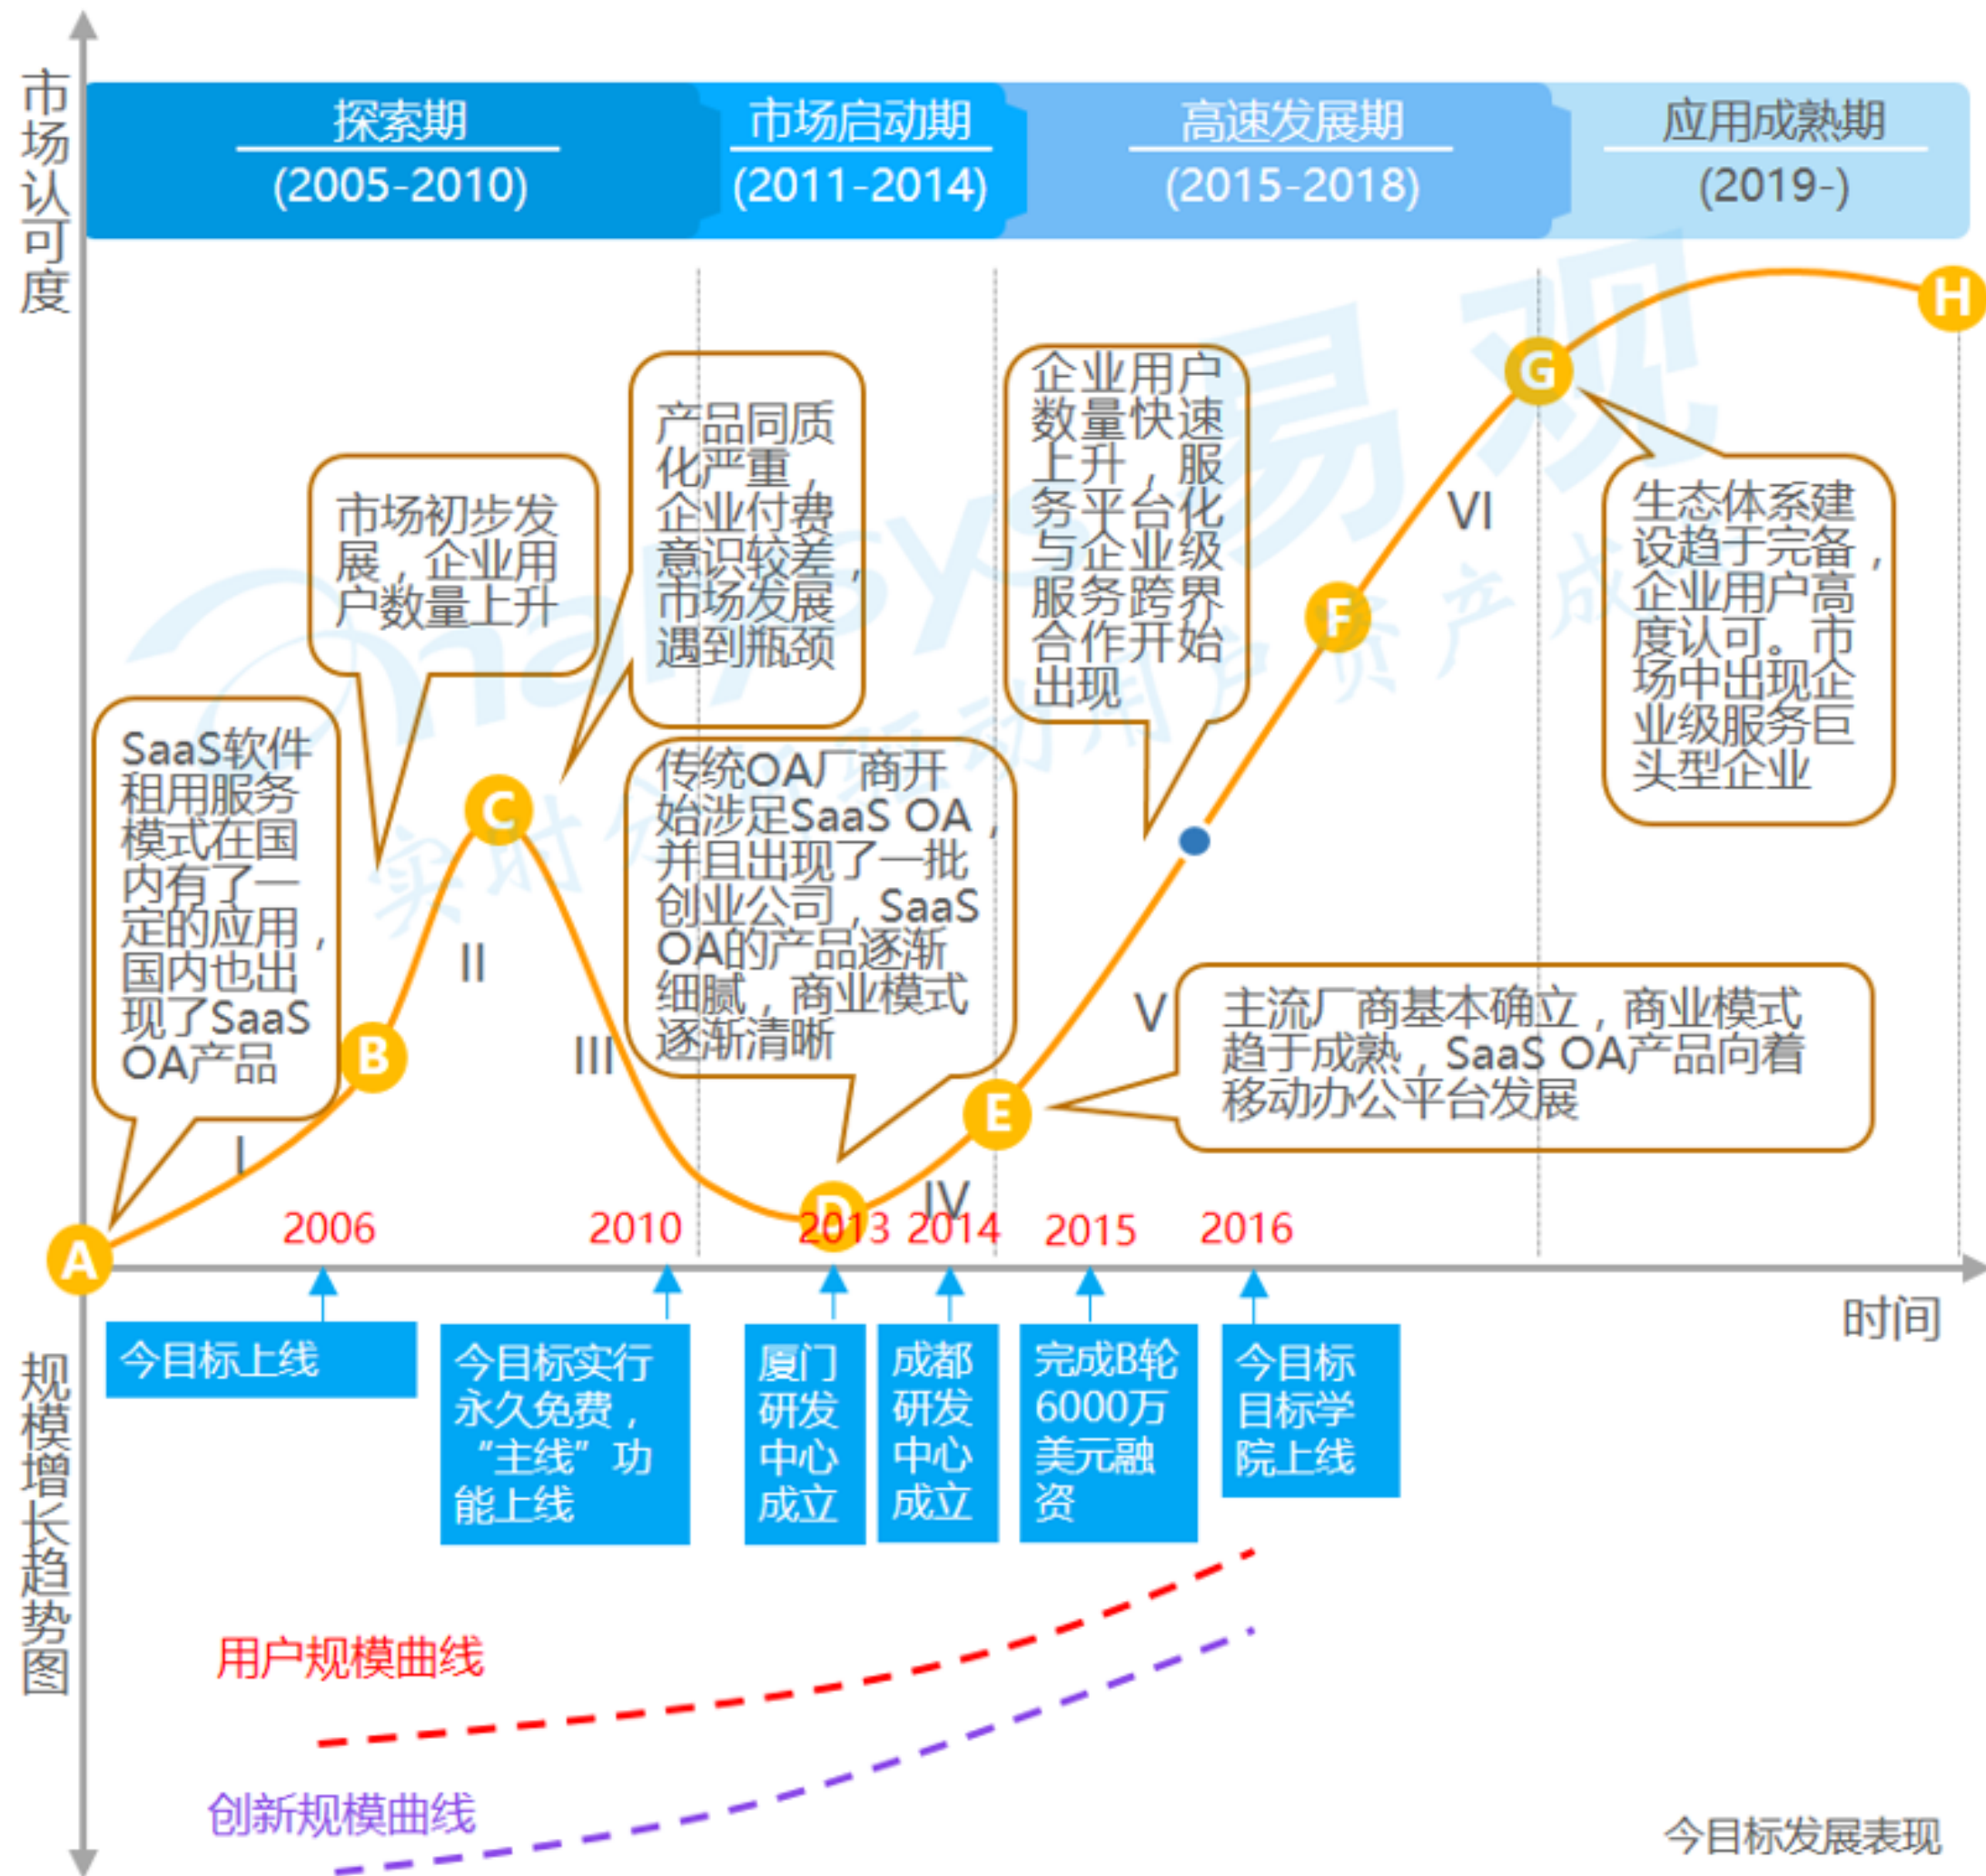 市场认可度
探索期
(2005-2010)
市场启动期
(2011-2014)
高速发展期
(2015-2018)
应用成熟期
(2019-)
SaaS软件
租用服务
模式在国
内有了一
定的应用，
国内也出
现了SaaS
OA产品
市场初步发
展，企业用
户数量上升
产品同质
化严重，
企业付费
意识较差，
市场发展
遇到瓶颈
传统OA厂商开
始涉足SaaS OA，
并且出现了一批
创业公司，SaaS
OA的产品逐渐
细腻，商业模式
逐渐清晰
企业用户
数量快速
上升，服
务平台化
与企业级
服务跨界
合作开始
出现
主流厂商基本确立，商业模式
趋于成熟，SaaS OA产品向着
移动办公平台发展
生态体系建
设趋于完备，
企业用户高
度认可。市
场中出现企
业级服务巨
头型企业
A
B
C
D
E
F
G
H
I
II
III
IV
V
VI
analysys 易观
实时分析驱动用户资产成
2006
2010
2013
2014
2015
2016
时间
今目标上线
今目标实行
永久免费，
“主线”功
能上线
厦门
研发
中心
成立
成都
研发
中心
成立
完成B轮
6000万
美元融
资
今目标
目标学
院上线
规模增长趋势图
用户规模曲线
创新规模曲线
今目标发展表现